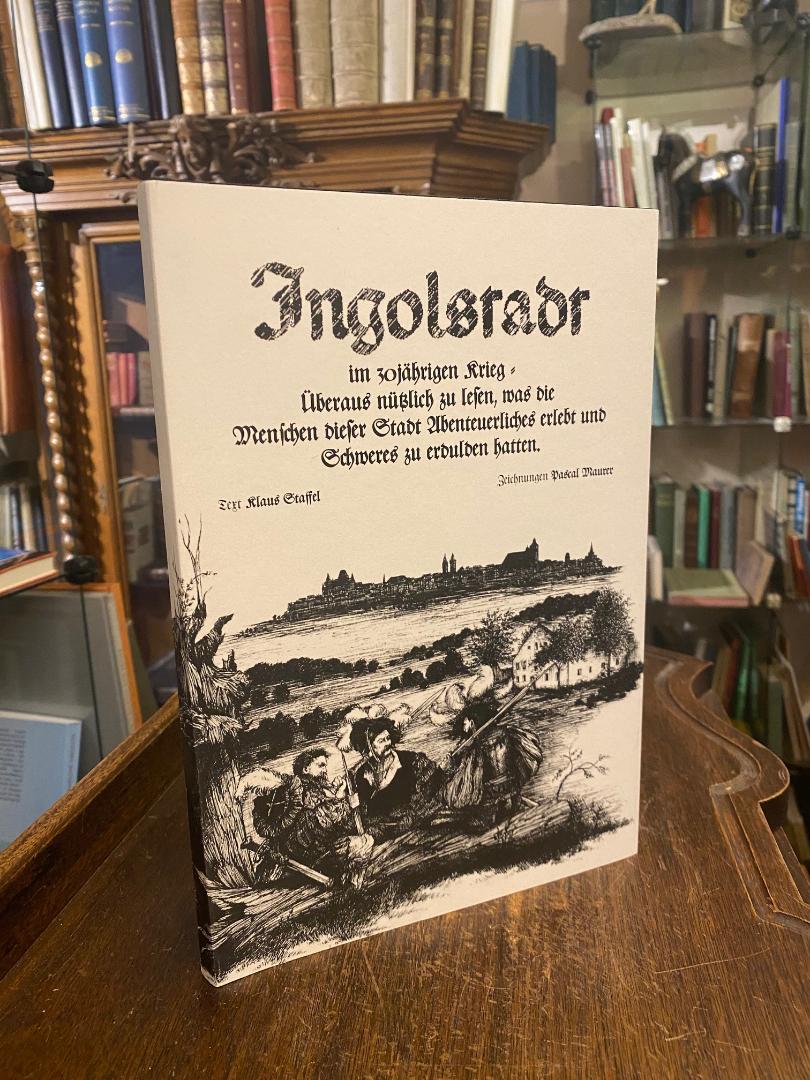 Ingolstadt
im 30jährigen Krieg -
Überaus nützlich zu lesen, was die
Menschen dieser Stadt Abenteuerliches erlebt und
Schweres zu erdulden hatten.
Zeichnungen Pascal Maurer
Text Klaus Staffel